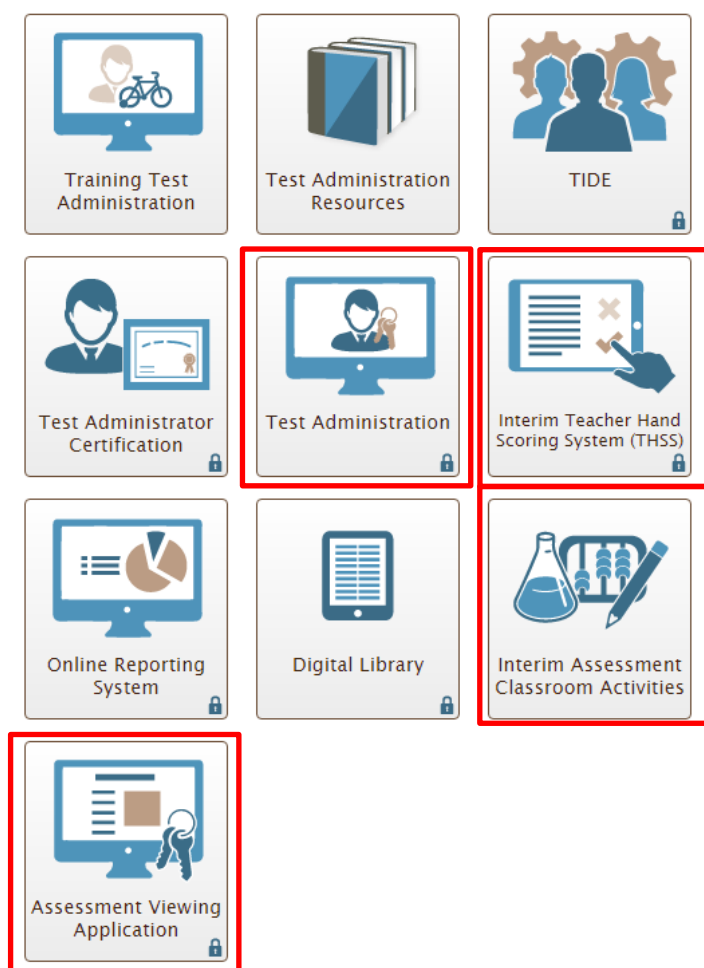 Training Test
Administration
Test Administration
Resources
TIDE
Test Administrator
Certification
Test Administration
Interim Teacher Hand
Scoring System (THSS)
Online Reporting
System
Digital Library
Interim Assessment
Classroom Activities
Assessment Viewing
Application